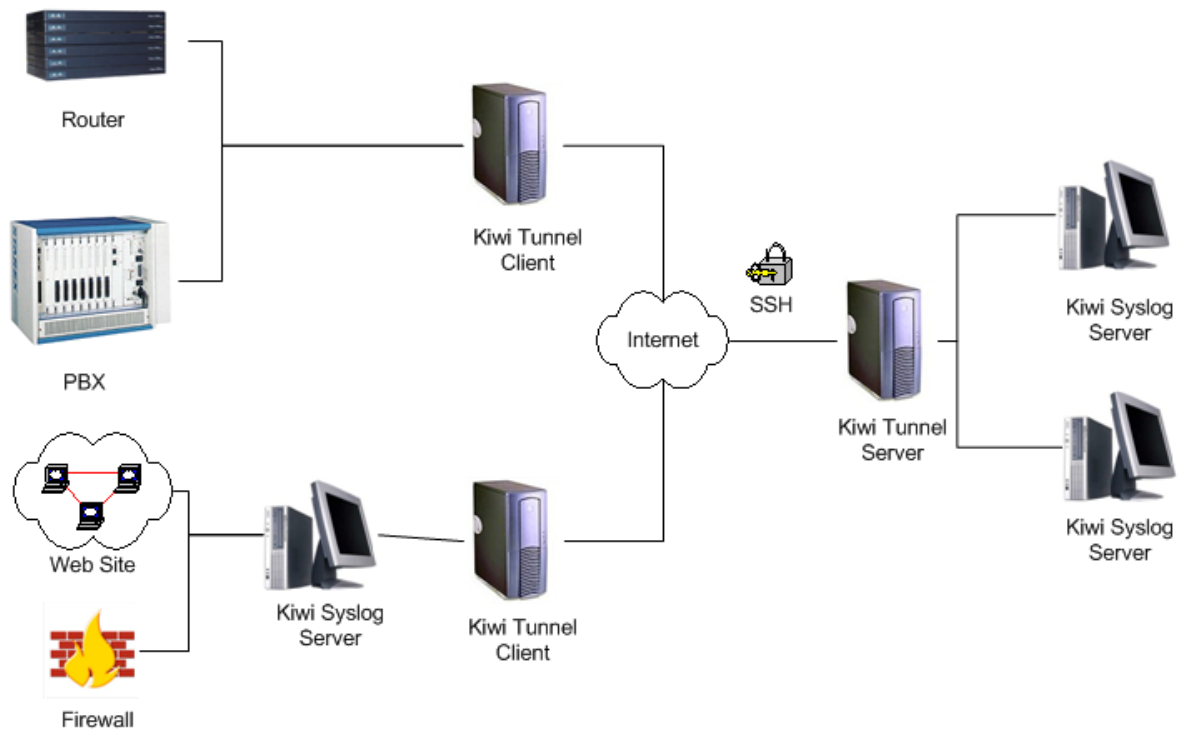 Router
Kiwi Tunnel
Client
PBX
SSH
Internet
Kiwi Syslog
Server
Kiwi Tunnel
Server
Kiwi Syslog
Server
Web Site
Kiwi Syslog
Server
Kiwi Tunnel
Client
Firewall